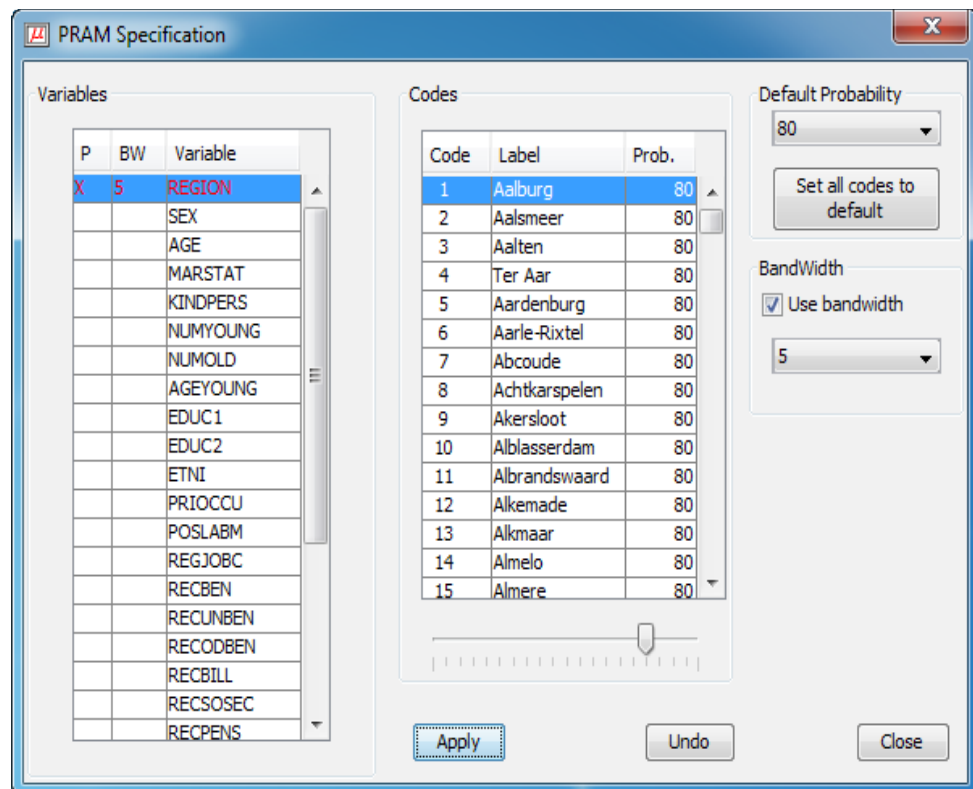 μ PRAM Specification X
Variables
P BW Variable
X 5 REGION
SEX
AGE
MARSTAT
KINDPERS
NUMYOUNG
NUMOLD
AGEYOUNG
EDUC1
EDUC2
ETNI
PRIOCCU
POSLABM
REGJOBC
RECBEN
RECUNBEN
RECODBEN
RECBILL
RECSOSEC
RECPENS
Codes
Code Label Prob.
1 Aalburg 80
2 Aalsmeer 80
3 Aalten 80
4 Ter Aar 80
5 Aardenburg 80
6 Aarle-Rixtel 80
7 Abcoude 80
8 Achtkarspelen 80
9 Akersloot 80
10 Alblasserdam 80
11 Albrandswaard 80
12 Alkemade 80
13 Alkmaar 80
14 Almelo 80
15 Almere 80
Default Probability
80
Set all codes to
default
BandWidth
Use bandwidth
5
Apply Undo Close